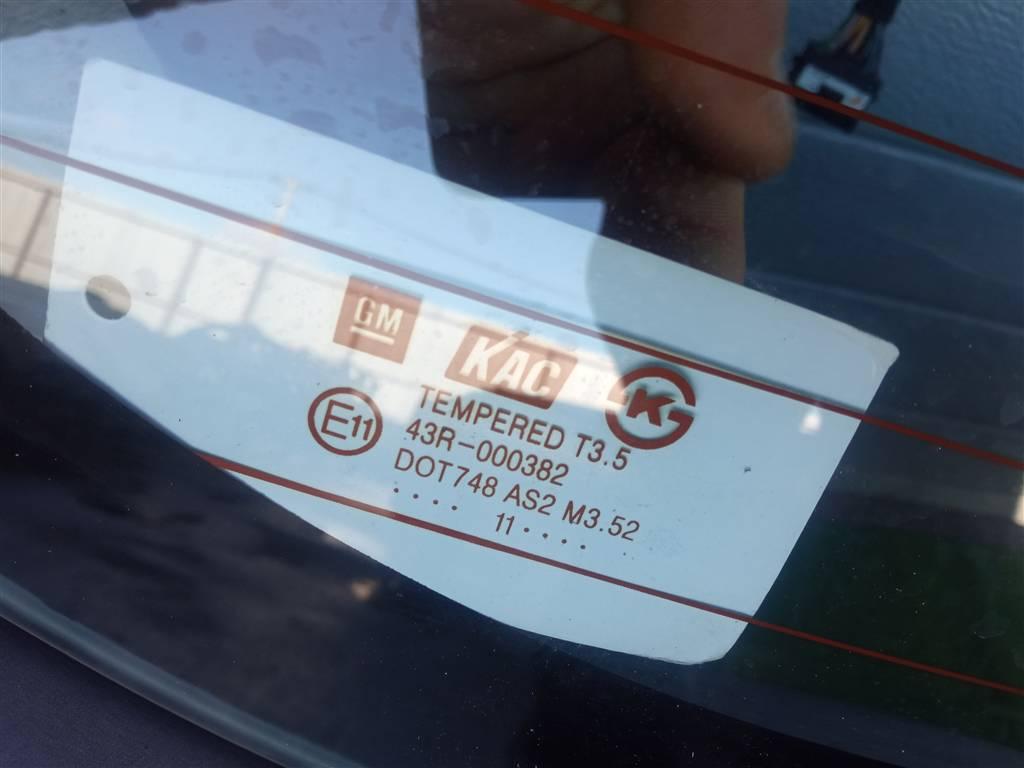 GM
KAC
K
E11
TEMPERED T3.5
43R-000382
DOT748 AS2 M3.52
.... 11 .... ..